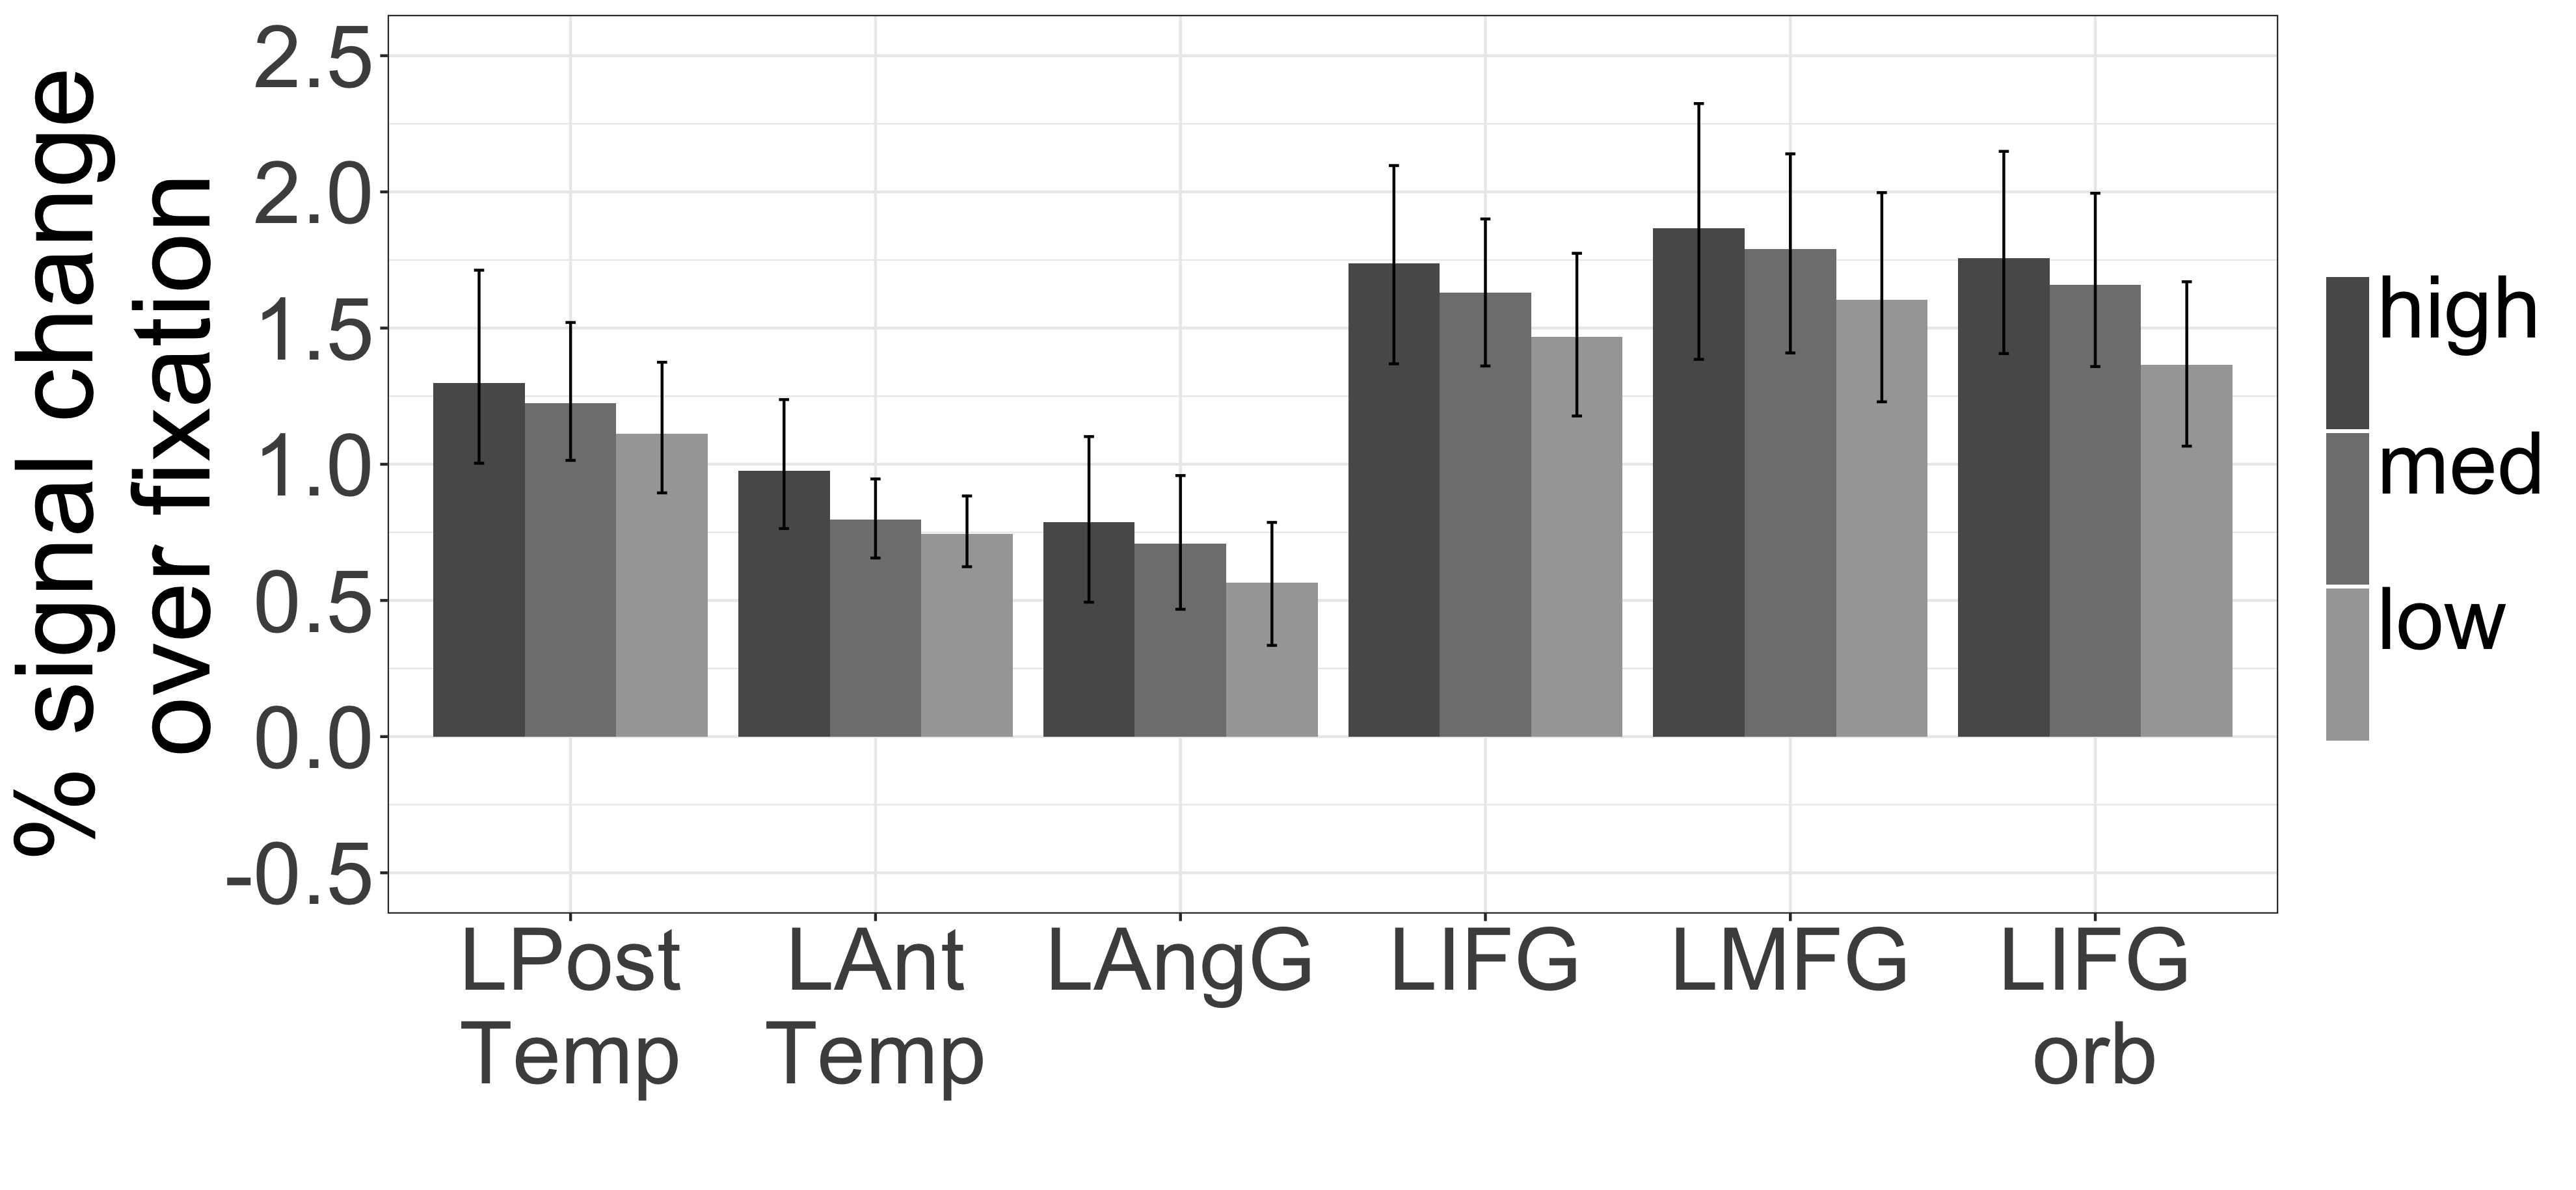 % signal change
over fixation
2.5
2.0
1.5
1.0
0.5
0.0
-0.5
LPost
Temp
LAnt
Temp
LAngG
LIFG
LMFG
LIFG
orb
high
med
low